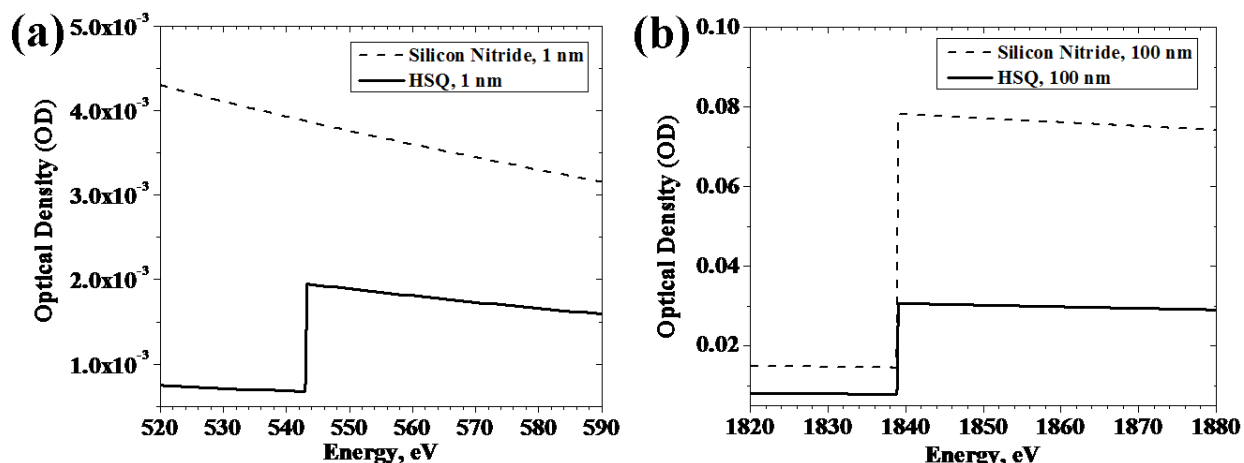 (a)
5.0x10⁻³
4.0x10⁻³
3.0x10⁻³
2.0x10⁻³
1.0x10⁻³
Optical Density (OD)
Silicon Nitride, 1 nm
HSQ, 1 nm
520 530 540 550 560 570 580 590
Energy, eV
(b)
0.10
0.08
0.06
0.04
0.02
Optical Density (OD)
Silicon Nitride, 100 nm
HSQ, 100 nm
1820 1830 1840 1850 1860 1870 1880
Energy, eV